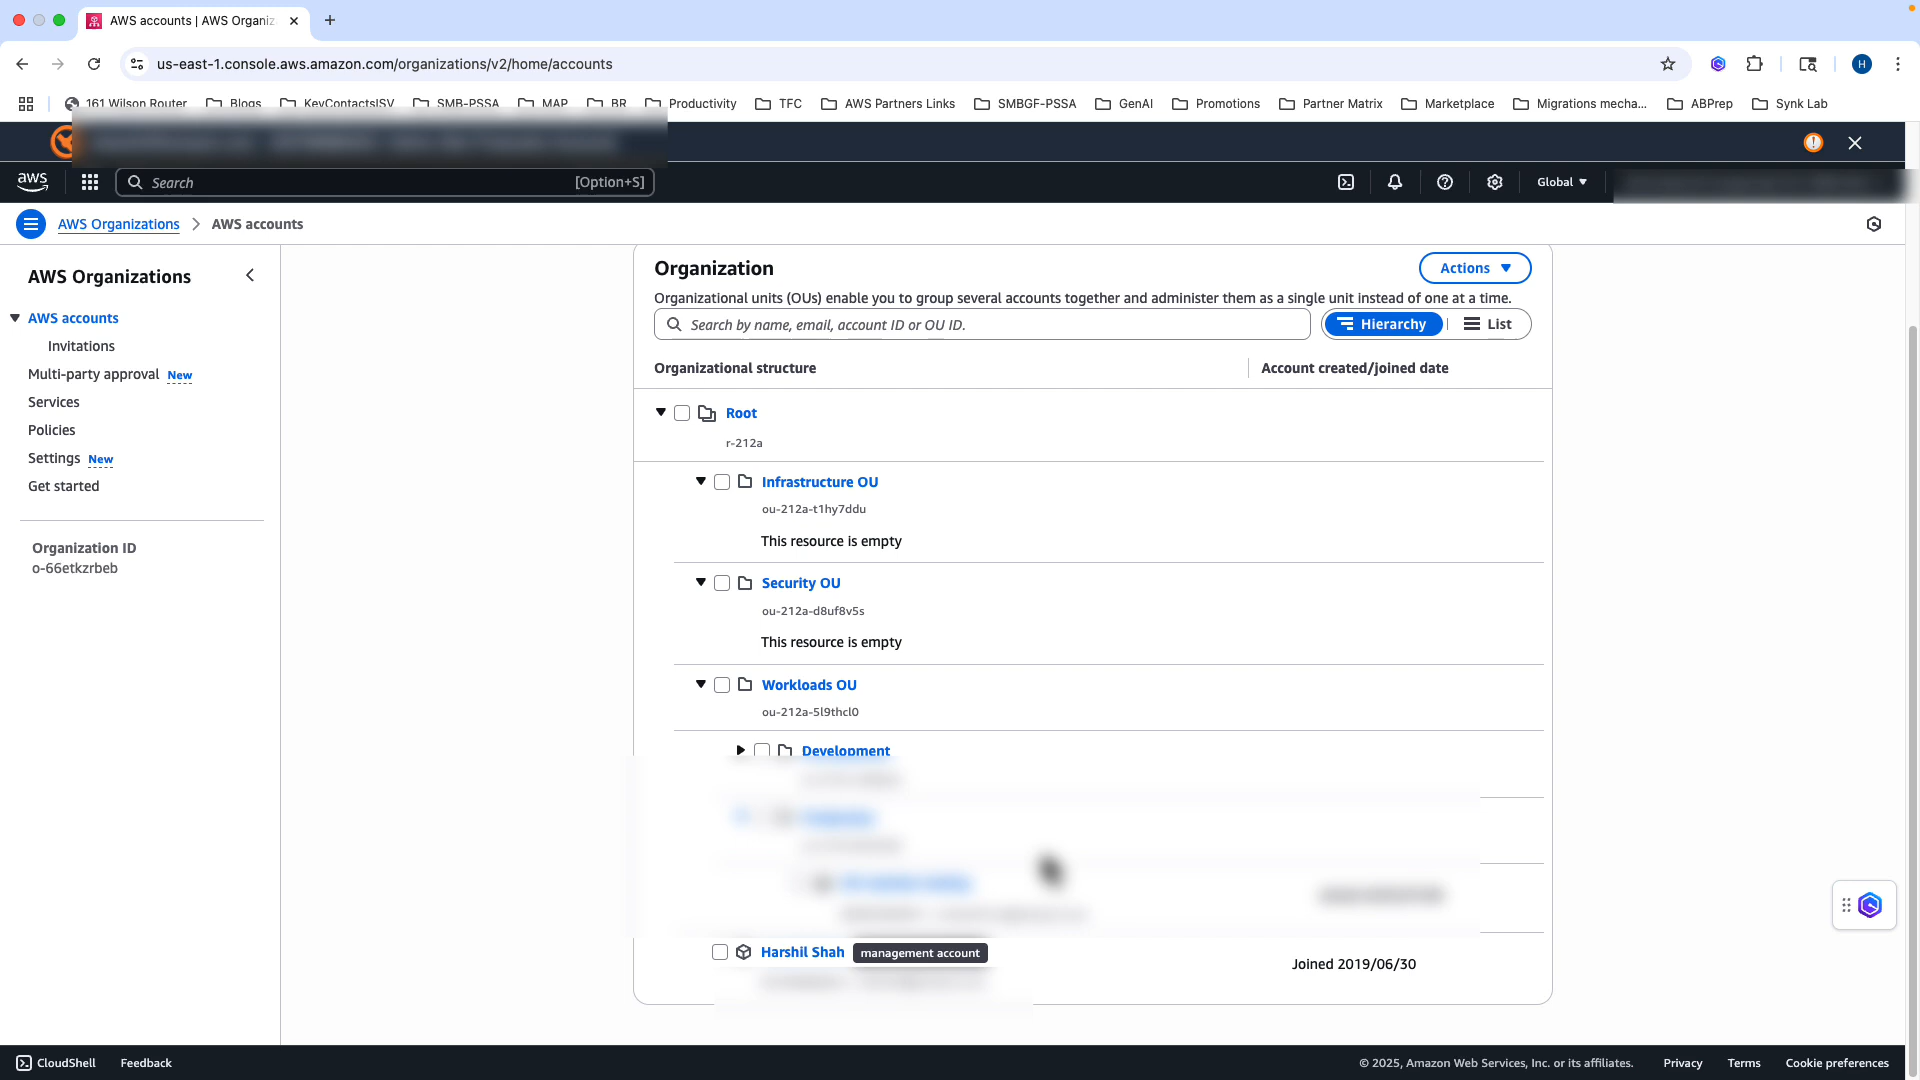 AWS accounts | AWS Organiz
us-east-1.console.aws.amazon.com/organizations/v2/home/accounts
H
161 Wilson Router
Blogs
KeyContactsISV
SMB-PSSA
MAP
BR
Productivity
TFC
AWS Partners Links
SMBGF-PSSA
GenAI
Promotions
Partner Matrix
Marketplace
Migrations mecha...
ABPrep
Synk Lab
aws
Search
[Option+S]
Global
AWS Organizations
AWS accounts
AWS Organizations
AWS accounts
Invitations
Multi-party approval New
Services
Policies
Settings New
Get started
Organization ID
o-66etkzrbeb
Organization
Actions
Organizational units (OUs) enable you to group several accounts together and administer them as a single unit instead of one at a time.
Search by name, email, account ID or OU ID.
Hierarchy
List
Organizational structure
Account created/joined date
Root
r-212a
Infrastructure OU
ou-212a-t1hy7ddu
This resource is empty
Security OU
ou-212a-d8uf8v5s
This resource is empty
Workloads OU
ou-212a-5l9thcl0
Development
Harshil Shah management account
Joined 2019/06/30
CloudShell
Feedback
© 2025, Amazon Web Services, Inc. or its affiliates.
Privacy
Terms
Cookie preferences